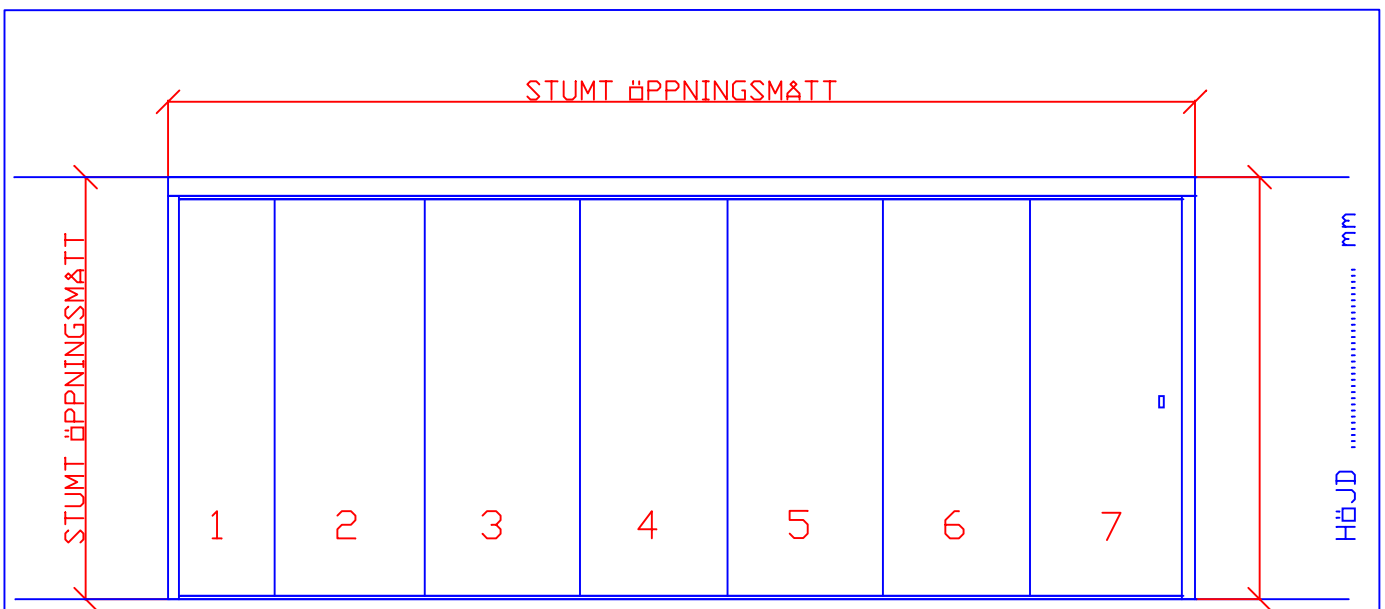 STUMT ÖPPNINGSMÅTT
STUMT ÖPPNINGSMÅTT
HÖJD .............................. mm
1 2 3 4 5 6 7